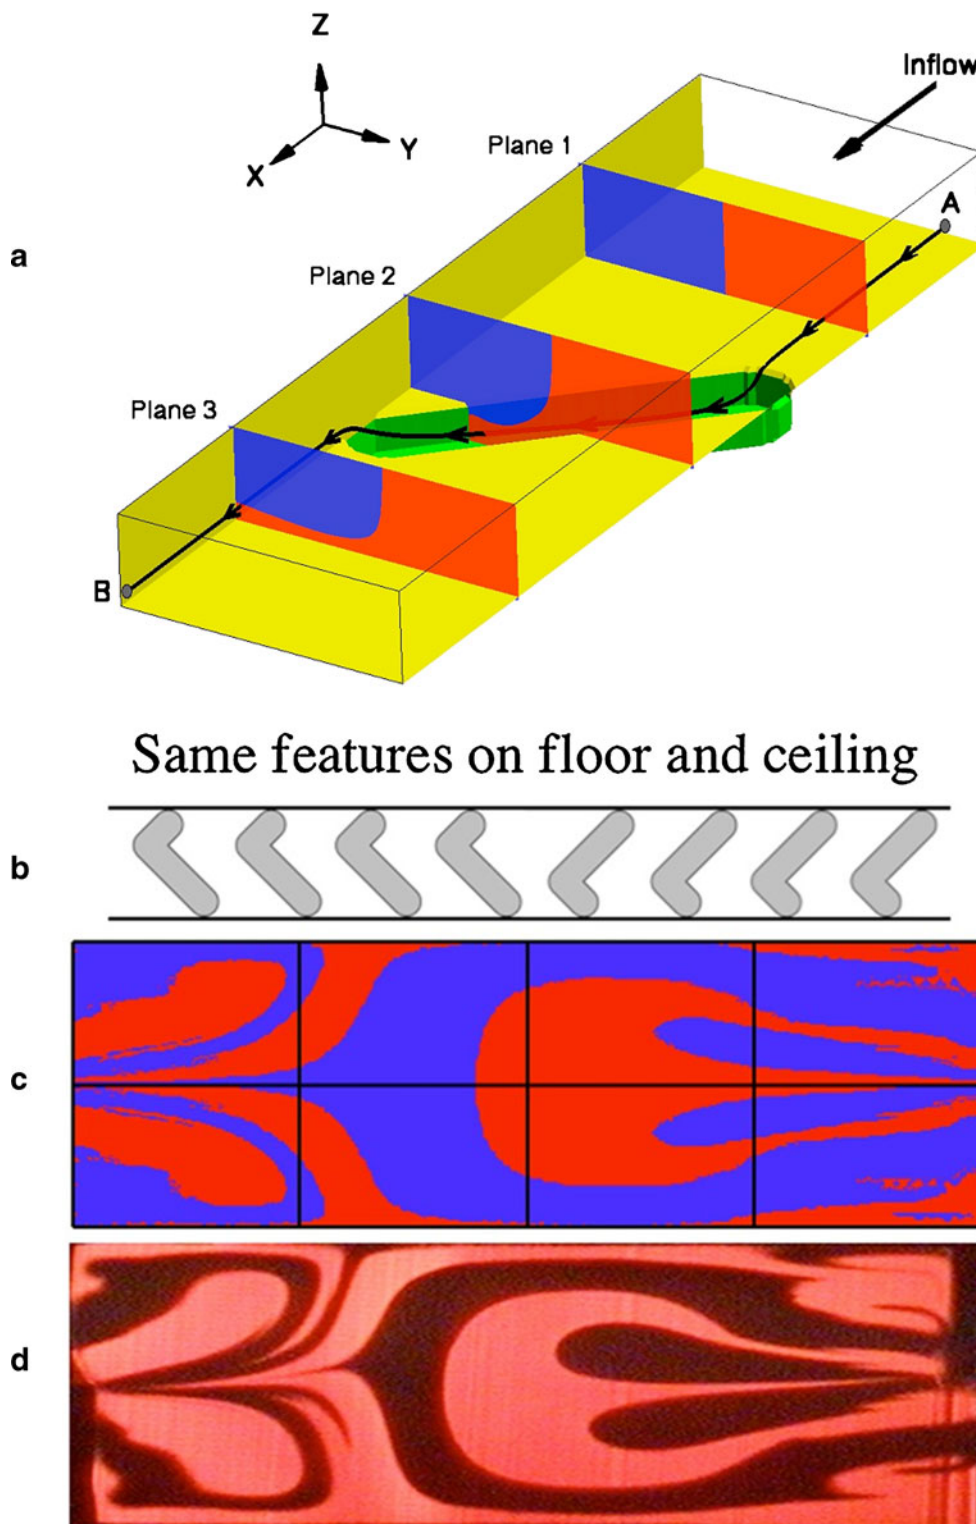 Z
Inflow
Plane 1
Y
X
A
a
Plane 2
Plane 3
B
Same features on floor and ceiling
b
c
d